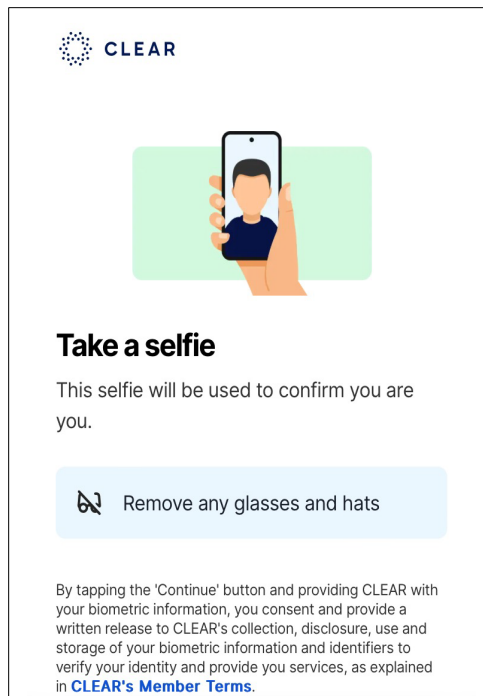 CLEAR
Take a selfie
This selfie will be used to confirm you are
you.
Remove any glasses and hats
By tapping the 'Continue' button and providing CLEAR with
your biometric information, you consent and provide a
written release to CLEAR's collection, disclosure, use and
storage of your biometric information and identifiers to
verify your identity and provide you services, as explained
in CLEAR's Member Terms.